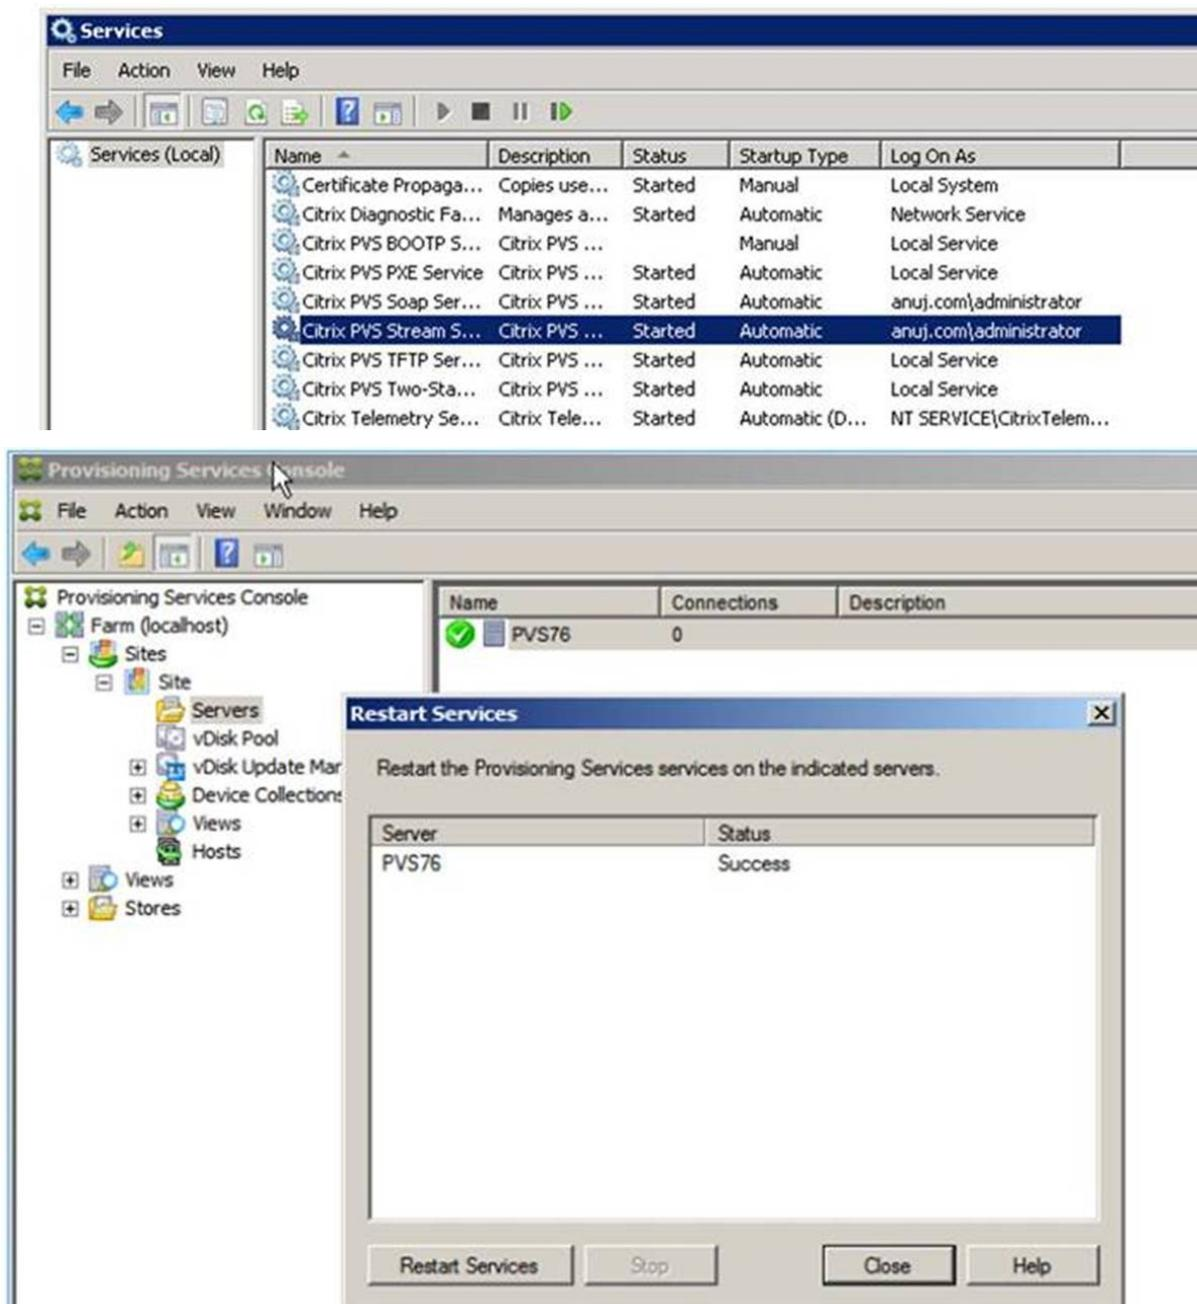 Services
File Action View Help
Services (Local)
Name Description Status Startup Type Log On As
Certificate Propaga... Copies use... Started Manual Local System
Citrix Diagnostic Fa... Manages a... Started Automatic Network Service
Citrix PVS BOOTP S... Citrix PVS ... Manual Local Service
Citrix PVS PXE Service Citrix PVS ... Started Automatic Local Service
Citrix PVS Soap Ser... Citrix PVS ... Started Automatic anuj.com\administrator
Citrix PVS Stream S... Citrix PVS ... Started Automatic anuj.com\administrator
Citrix PVS TFTP Ser... Citrix PVS ... Started Automatic Local Service
Citrix PVS Two-Sta... Citrix PVS ... Started Automatic Local Service
Citrix Telemetry Se... Citrix Tele... Started Automatic (D... NT SERVICE\CitrixTelem...
Provisioning Services Console
File Action View Window Help
Provisioning Services Console
Farm (localhost)
Sites
Site
Servers
vDisk Pool
vDisk Update Mar
Device Collections
Views
Hosts
Views
Stores
Name Connections Description
PVS76 0
Restart Services
Restart the Provisioning Services services on the indicated servers.
Server Status
PVS76 Success
Restart Services Stop Close Help